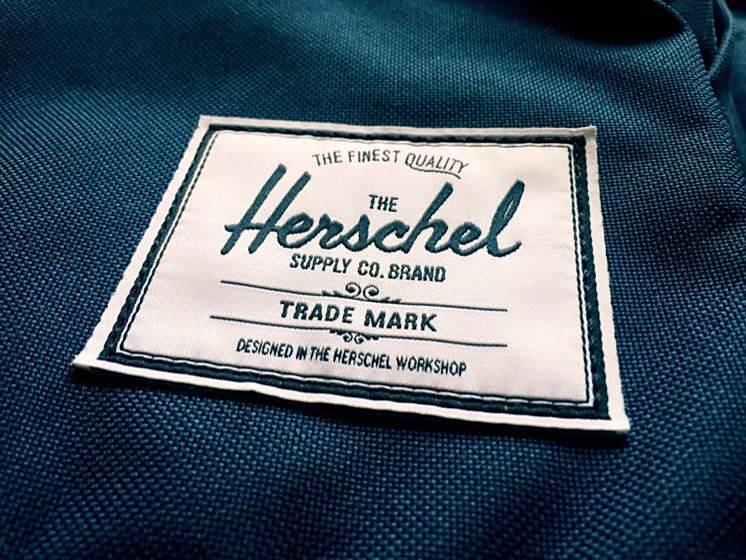 THE FINEST QUALITY
THE
Herschel
SUPPLY CO. BRAND
TRADE MARK
DESIGNED IN THE HERSCHEL WORKSHOP